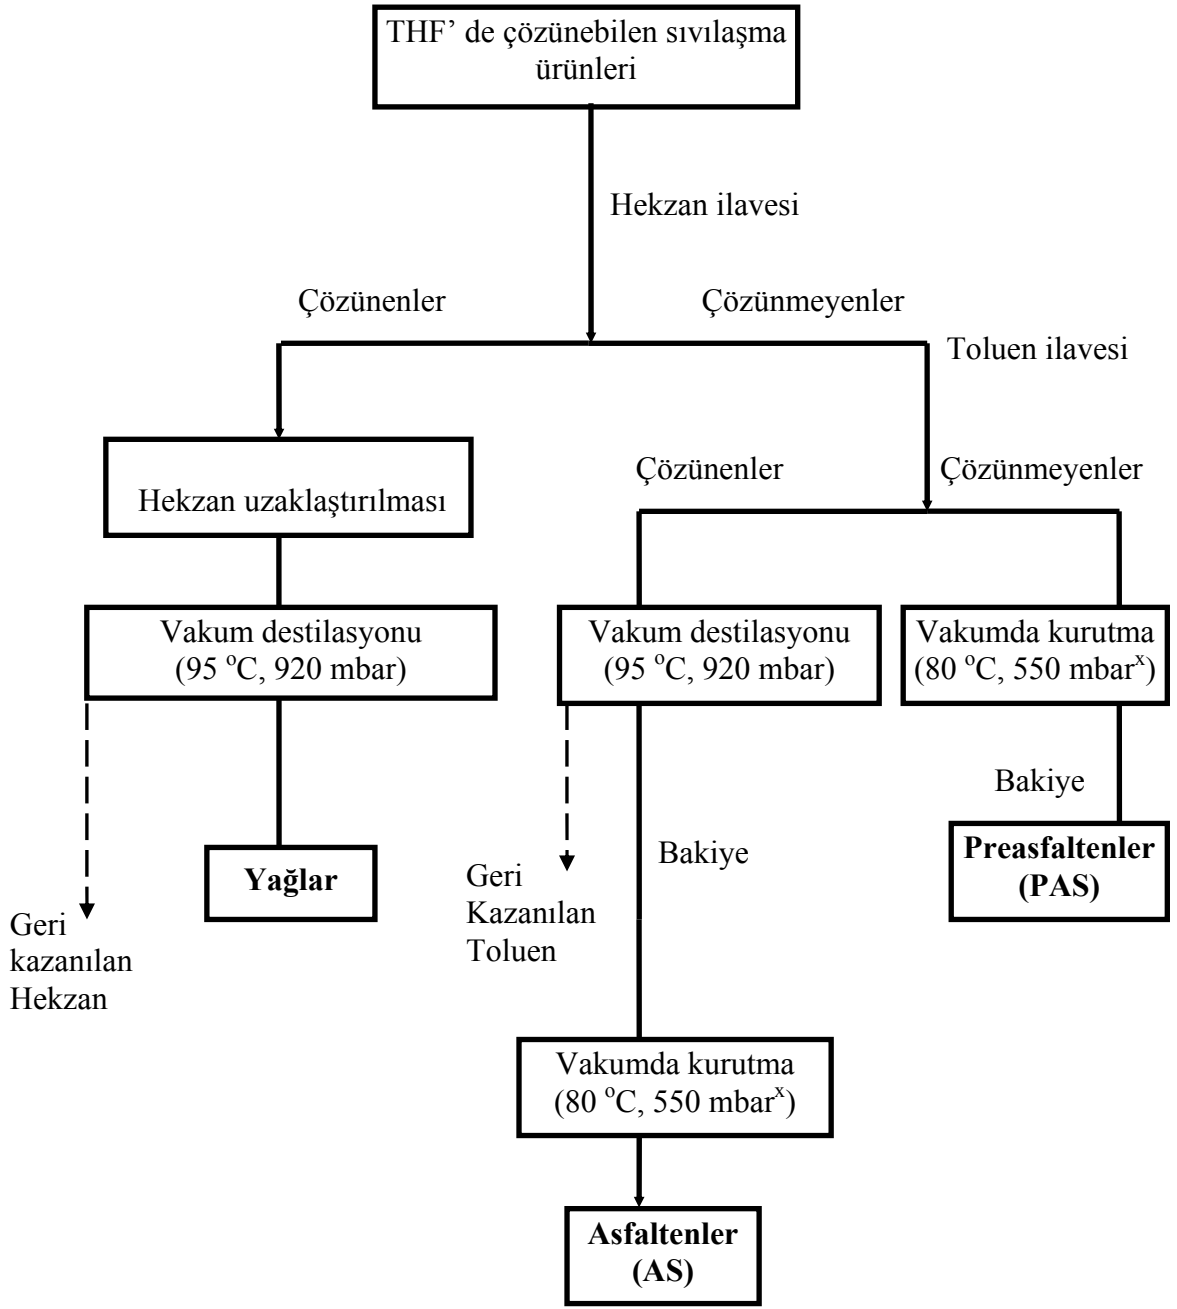 THF’ de çözünebilen sıvılaşma
ürünleri
Hekzan ilavesi
Çözünenler
Çözünmeyenler
Toluen ilavesi
Hekzan uzaklaştırılması
Çözünenler
Çözünmeyenler
Vakum destilasyonu
(95 °C, 920 mbar)
Vakum destilasyonu
(95 °C, 920 mbar)
Vakumda kurutma
(80 °C, 550 mbarˣ)
Bakiye
Preasfaltenler
(PAS)
Yağlar
Bakiye
Geri
Kazanılan
Toluen
Geri
kazanılan
Hekzan
Vakumda kurutma
(80 °C, 550 mbarˣ)
Asfaltenler
(AS)